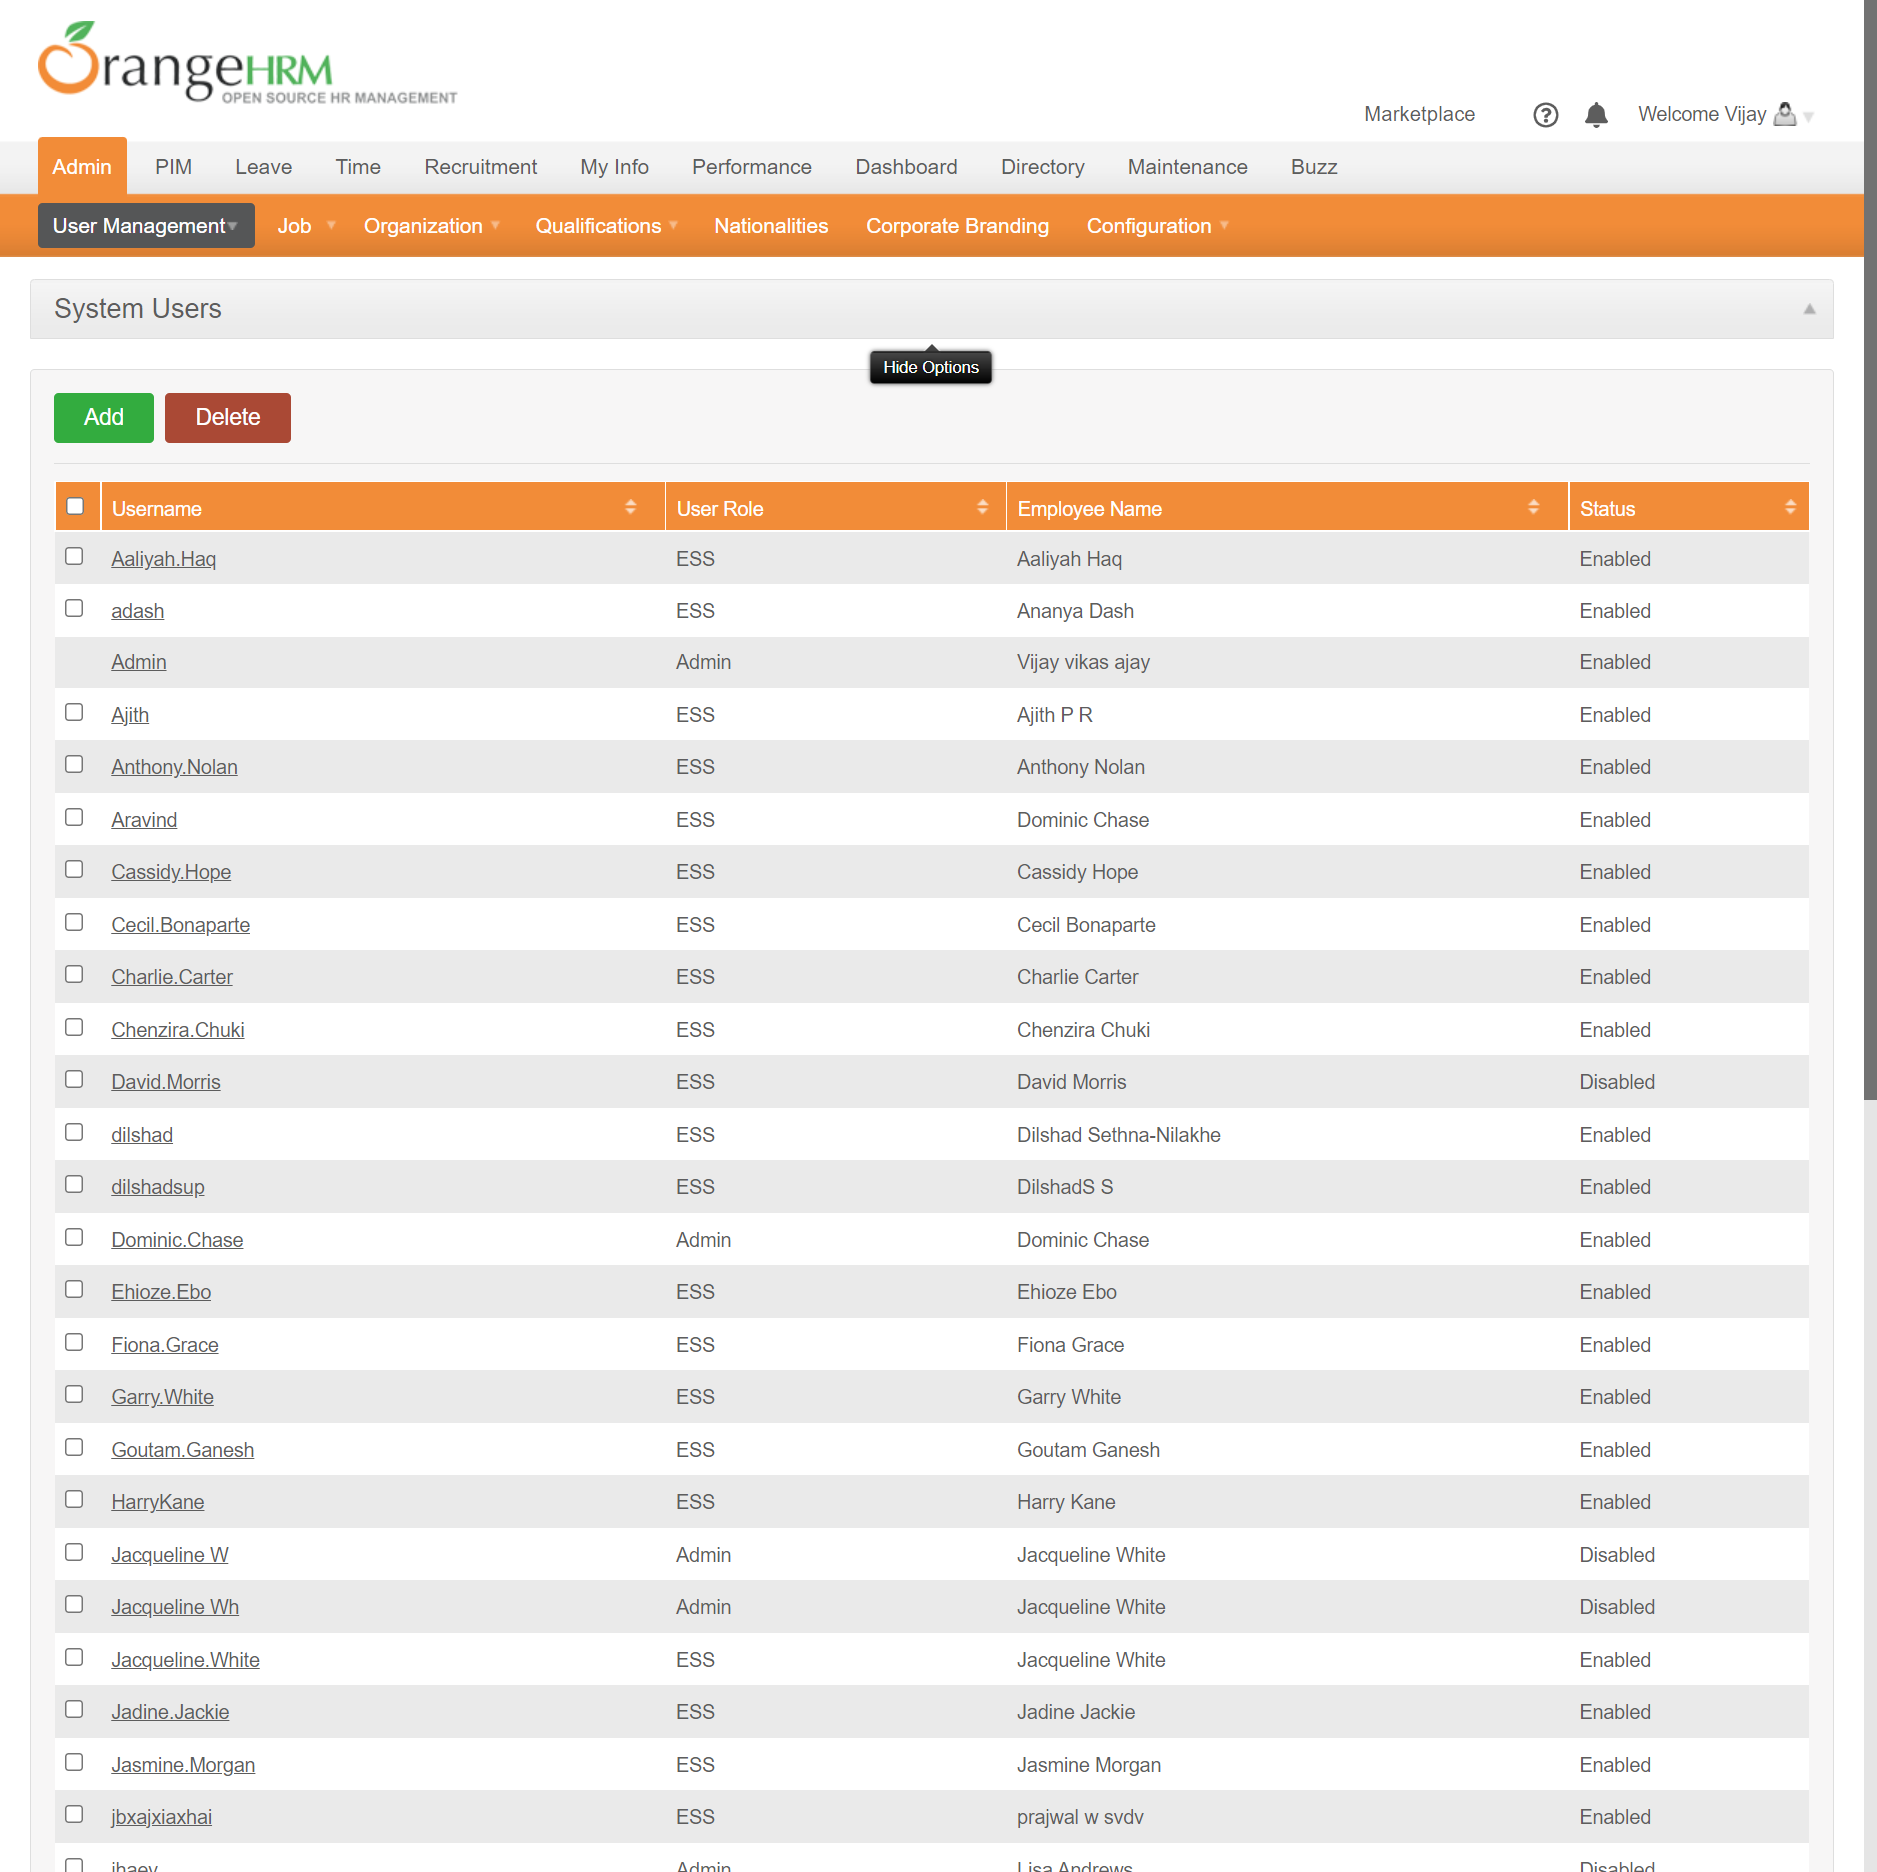 OrangeHRM
OPEN SOURCE HR MANAGEMENT
Marketplace ? Welcome Vijay
Admin PIM Leave Time Recruitment My Info Performance Dashboard Directory Maintenance Buzz
User Management Job Organization Qualifications Nationalities Corporate Branding Configuration
System Users
Hide Options
Add Delete
Username User Role Employee Name Status
Aaliyah.Haq ESS Aaliyah Haq Enabled
adash ESS Ananya Dash Enabled
Admin Admin Vijay vikas ajay Enabled
Ajith ESS Ajith P R Enabled
Anthony.Nolan ESS Anthony Nolan Enabled
Aravind ESS Dominic Chase Enabled
Cassidy.Hope ESS Cassidy Hope Enabled
Cecil.Bonaparte ESS Cecil Bonaparte Enabled
Charlie.Carter ESS Charlie Carter Enabled
Chenzira.Chuki ESS Chenzira Chuki Enabled
David.Morris ESS David Morris Disabled
dilshad ESS Dilshad Sethna-Nilakhe Enabled
dilshadsup ESS DilshadS S Enabled
Dominic.Chase Admin Dominic Chase Enabled
Ehioze.Ebo ESS Ehioze Ebo Enabled
Fiona.Grace ESS Fiona Grace Enabled
Garry.White ESS Garry White Enabled
Goutam.Ganesh ESS Goutam Ganesh Enabled
HarryKane ESS Harry Kane Enabled
Jacqueline W Admin Jacqueline White Disabled
Jacqueline Wh Admin Jacqueline White Disabled
Jacqueline.White ESS Jacqueline White Enabled
Jadine.Jackie ESS Jadine Jackie Enabled
Jasmine.Morgan ESS Jasmine Morgan Enabled
jbxajxiaxhai ESS prajwal w svdv Enabled
Admin Lisa Andrews Disabled